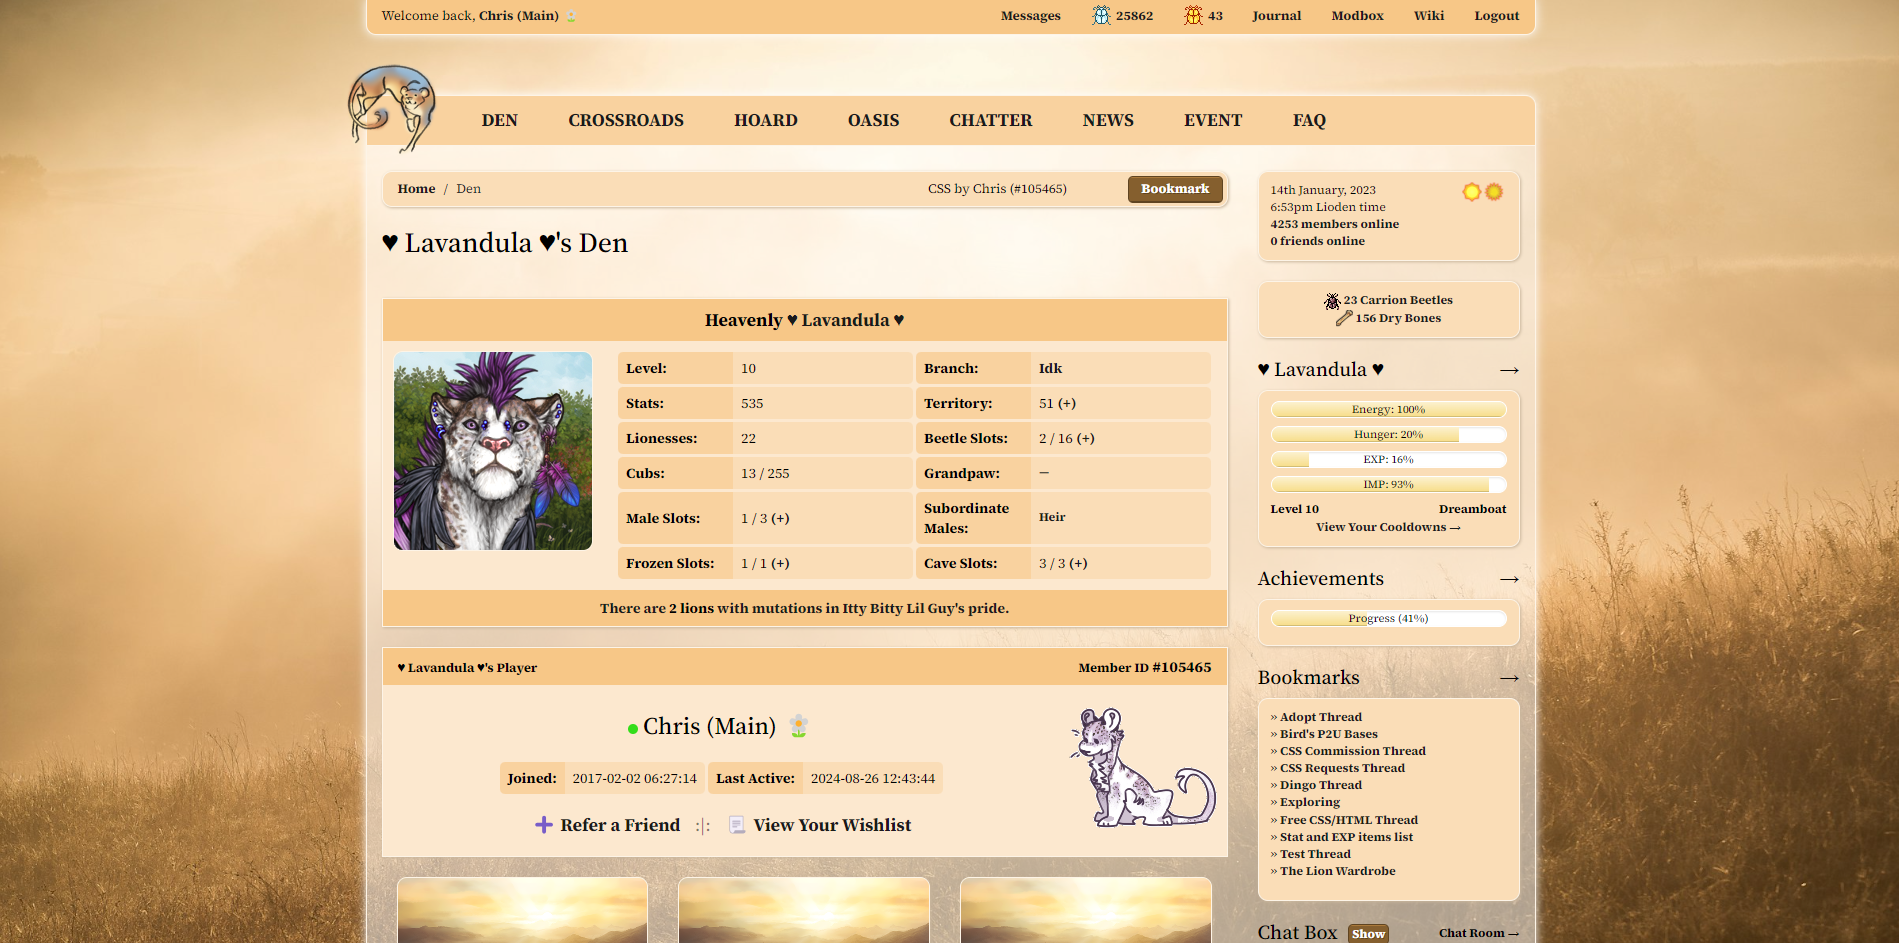 Welcome back, Chris (Main)
Messages 25862 43 Journal Modbox Wiki Logout
DEN CROSSROADS HOARD OASIS CHATTER NEWS EVENT FAQ
Home / Den CSS by Chris (#105465) Bookmark
♥ Lavandula ♥'s Den
Heavenly ♥ Lavandula ♥
Level: 10 Branch: Idk
Stats: 535 Territory: 51 (+)
Lionesses: 22 Beetle Slots: 2 / 16 (+)
Cubs: 13 / 255 Grandpaw: —
Male Slots: 1 / 3 (+) Subordinate Males: Heir
Frozen Slots: 1 / 1 (+) Cave Slots: 3 / 3 (+)
There are 2 lions with mutations in Itty Bitty Lil Guy's pride.
♥ Lavandula ♥'s Player Member ID #105465
Chris (Main)
Joined: 2017-02-02 06:27:14 Last Active: 2024-08-26 12:43:44
Refer a Friend :|: View Your Wishlist
14th January, 2023
6:53pm Lioden time
4253 members online
0 friends online
23 Carrion Beetles
156 Dry Bones
♥ Lavandula ♥ →
Energy: 100%
Hunger: 20%
EXP: 16%
IMP: 93%
Level 10 Dreamboat
View Your Cooldowns →
Achievements →
Progress (41%)
Bookmarks →
» Adopt Thread
» Bird's P2U Bases
» CSS Commission Thread
» CSS Requests Thread
» Dingo Thread
» Exploring
» Free CSS/HTML Thread
» Stat and EXP items list
» Test Thread
» The Lion Wardrobe
Chat Box Show Chat Room →